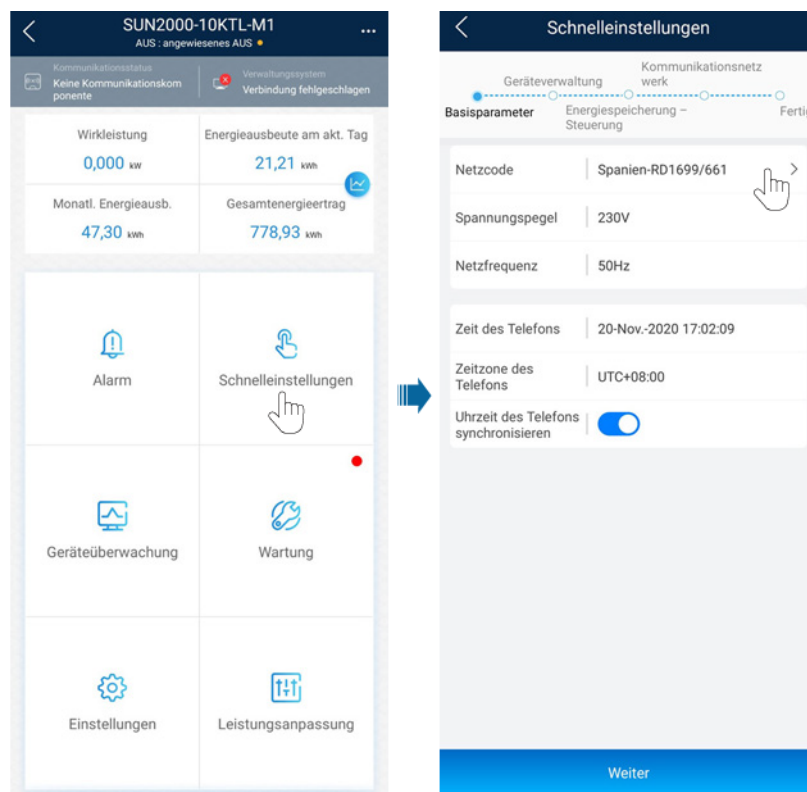 SUN2000-10KTL-M1
AUS : angewiesenes AUS
Kommunikationsstatus
Keine Kommunikationskom
ponente
Verwaltungssystem
Verbindung fehlgeschlagen
Wirkleistung
0,000 kW
Energieausbeute am akt. Tag
21,21 kWh
Monatl. Energieausb.
47,30 kWh
Gesamtenergieertrag
778,93 kWh
Alarm
Schnelleinstellungen
Geräteüberwachung
Wartung
Einstellungen
Leistungsanpassung
Schnelleinstellungen
Basisparameter
Geräteverwaltung
Energiespeicherung –
Steuerung
Kommunikationsnetz
werk
Fertig
Netzcode
Spanien-RD1699/661
Spannungspegel
230V
Netzfrequenz
50Hz
Zeit des Telefons
20-Nov.-2020 17:02:09
Zeitzone des
Telefons
UTC+08:00
Uhrzeit des Telefons
synchronisieren
Weiter